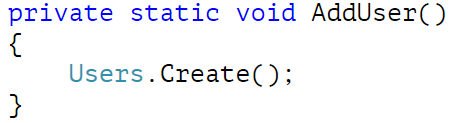 private static void AddUser()
{
    Users.Create();
}